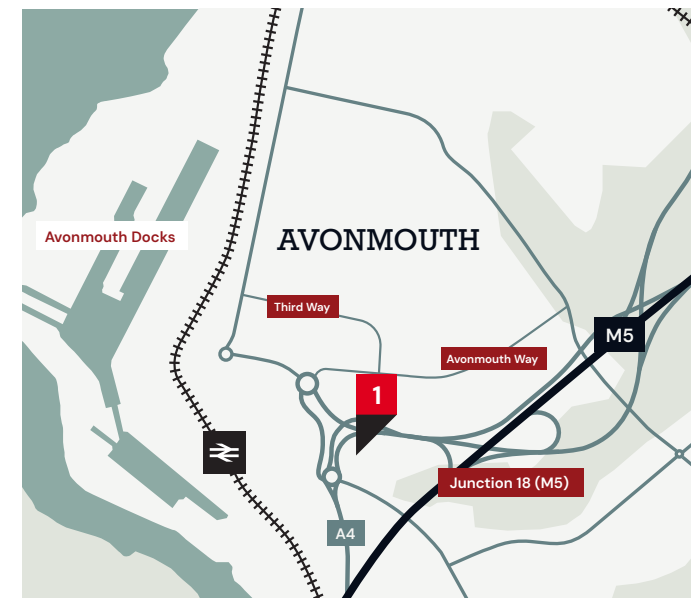 Avonmouth Docks
AVONMOUTH
Third Way
M5
Avonmouth Way
1
Junction 18 (M5)
A4